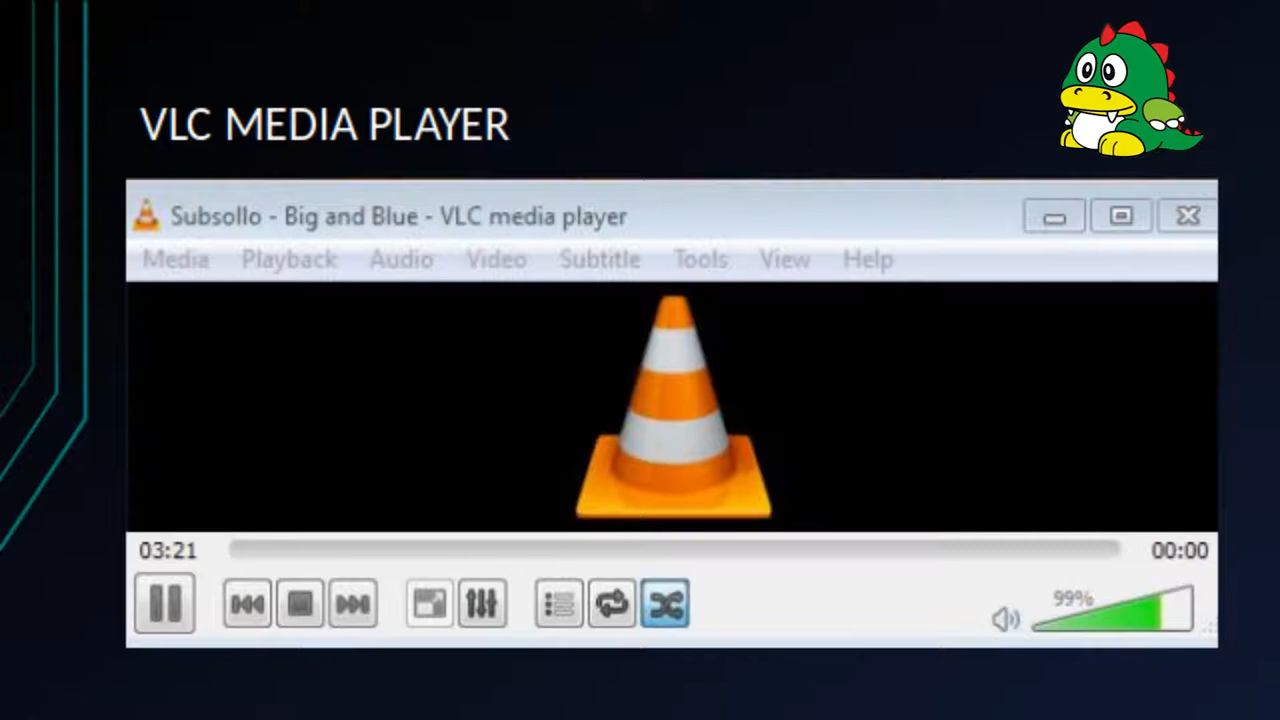 VLC MEDIA PLAYER
Subsollo - Big and Blue - VLC media player
Media Playback Audio Video Subtitle Tools View Help
03:21 00:00
99%